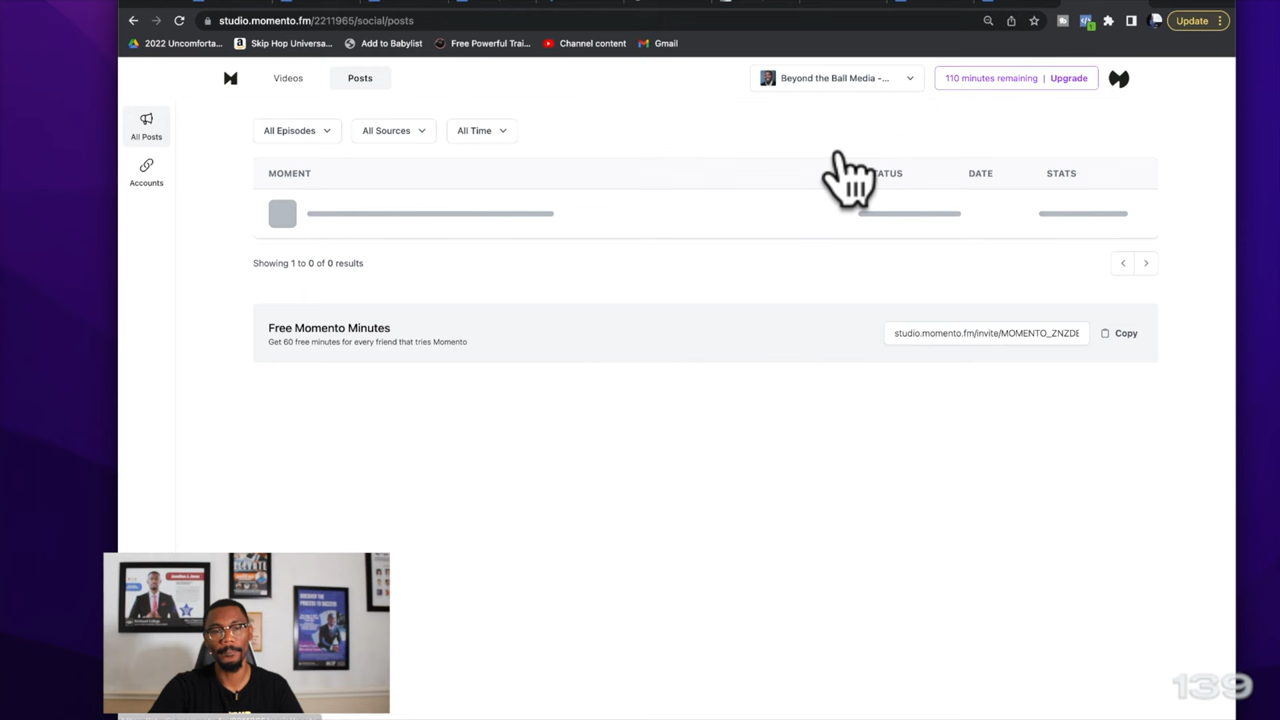 studio.momento.fm/2211965/social/posts
Update
2022 Uncomforta...
Skip Hop Universa...
Add to Babylist
Free Powerful Trai...
Channel content
Gmail
Videos
Posts
Beyond the Ball Media -...
110 minutes remaining | Upgrade
All Posts
Accounts
All Episodes
All Sources
All Time
MOMENT
ATUS
DATE
STATS
Showing 1 to 0 of 0 results
Free Momento Minutes
Get 60 free minutes for every friend that tries Momento
studio.momento.fm/invite/MOMENTO_ZNZDE
Copy
139